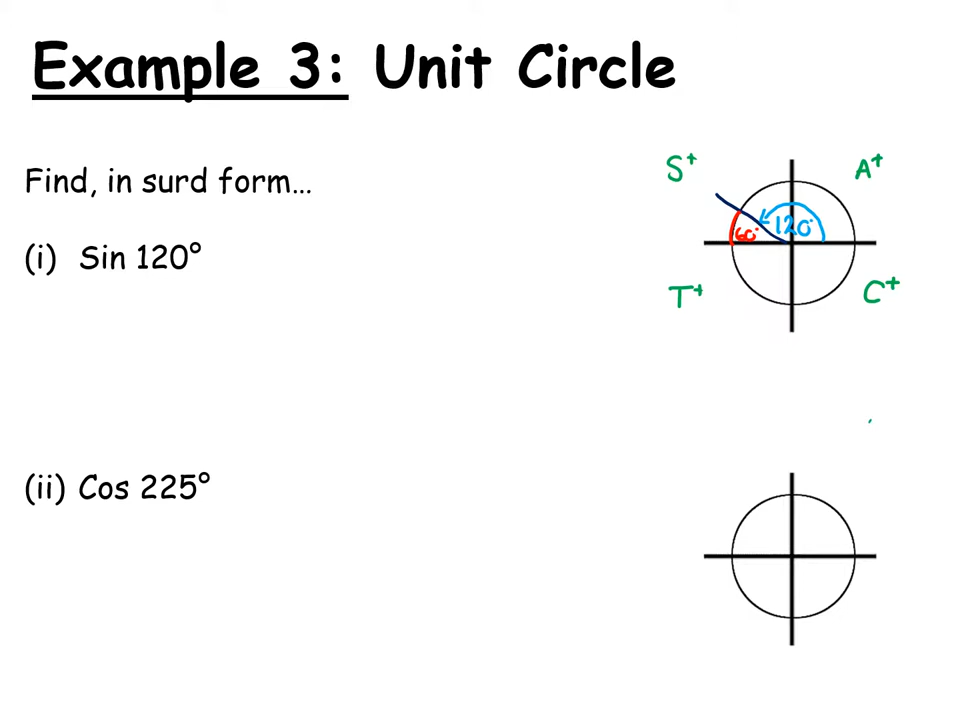 Example 3: Unit Circle
Find, in surd form...
S+
A+
(i) Sin 120°
60°
120°
T+
C+
(ii) Cos 225°